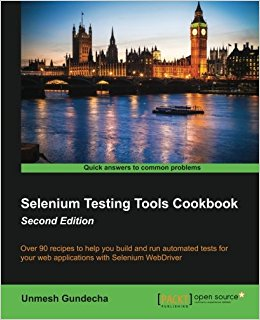 Quick answers to common problems
Selenium Testing Tools Cookbook
Second Edition
Over 90 recipes to help you build and run automated tests for
your web applications with Selenium WebDriver
Unmesh Gundecha
[PACKT] open source*
PUBLISHING